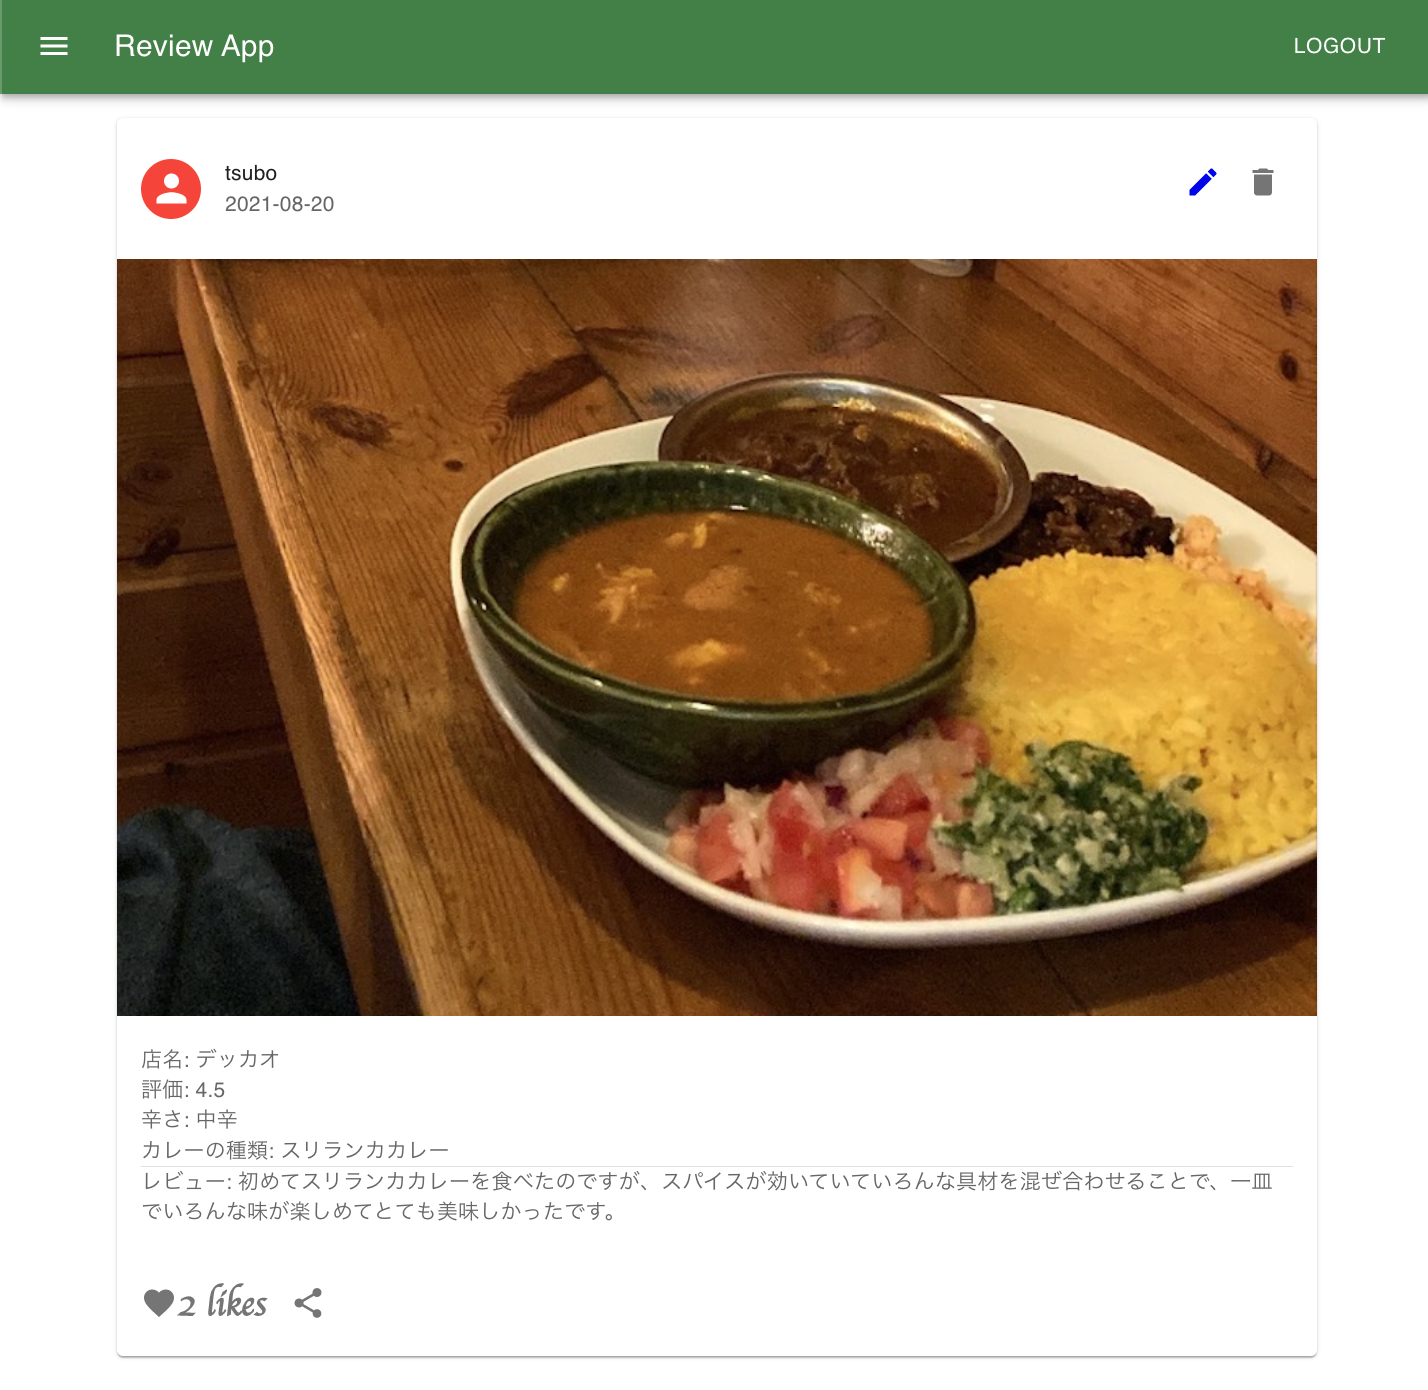 Review App
LOGOUT
tsubo
2021-08-20
店名: デッカオ
評価: 4.5
辛さ: 中辛
カレーの種類: スリランカカレー
レビュー: 初めてスリランカカレーを食べたのですが、スパイスが効いていていろんな具材を混ぜ合わせることで、一皿
でいろんな味が楽しめてとても美味しかったです。
2 likes